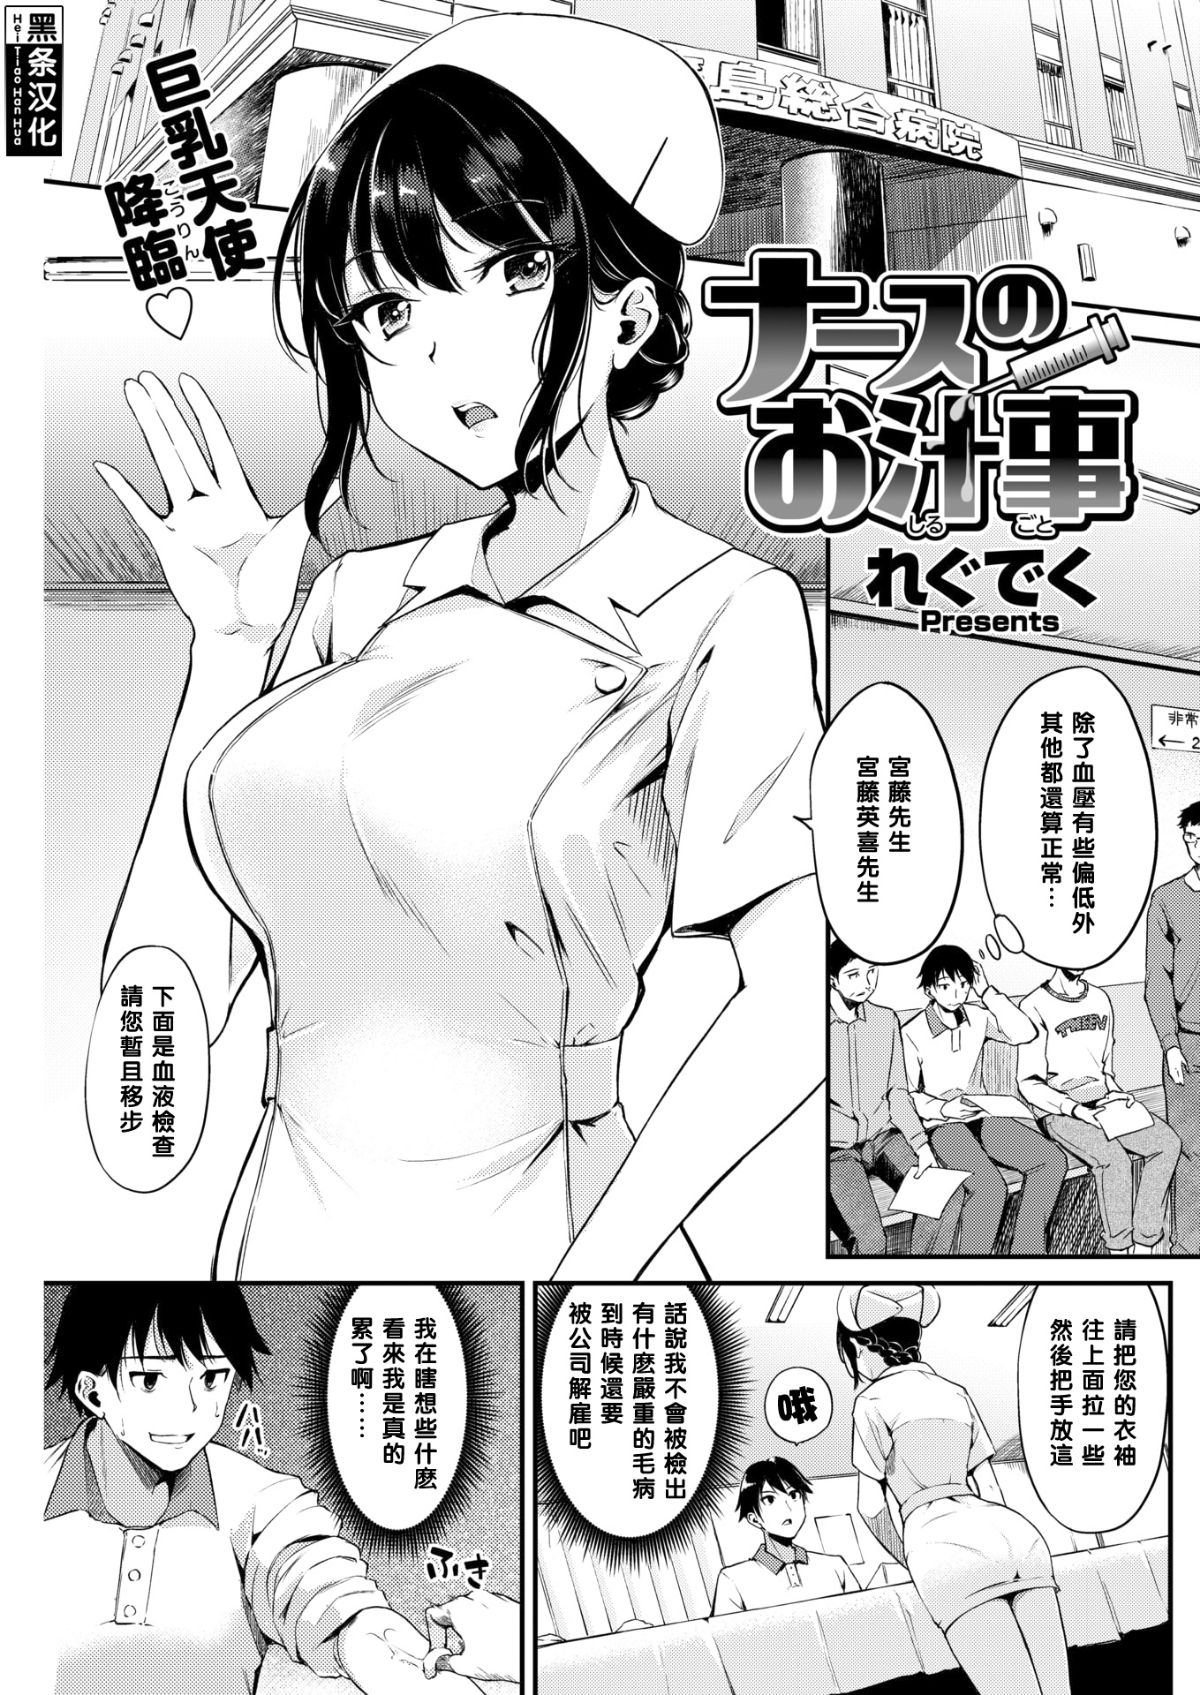 黑条汉化
Hei Tiao Han Hua
島総合病院
巨乳天使
降臨♡
こうりん
ナースの
お汁事
しるごと
れぐでく
Presents
非常
←2
除了血壓有些偏低外
其他都還算正常…
宮藤先生
宮藤英喜先生
下面是血液檢查
請您暫且移步
請把您的衣袖
往上面拉一些
然後把手放這
哦
話說我不會被檢出
有什麼嚴重的毛病
到時候還要
被公司解雇吧
我在瞎想些什麼
看來我是真的
累了啊……
ふき